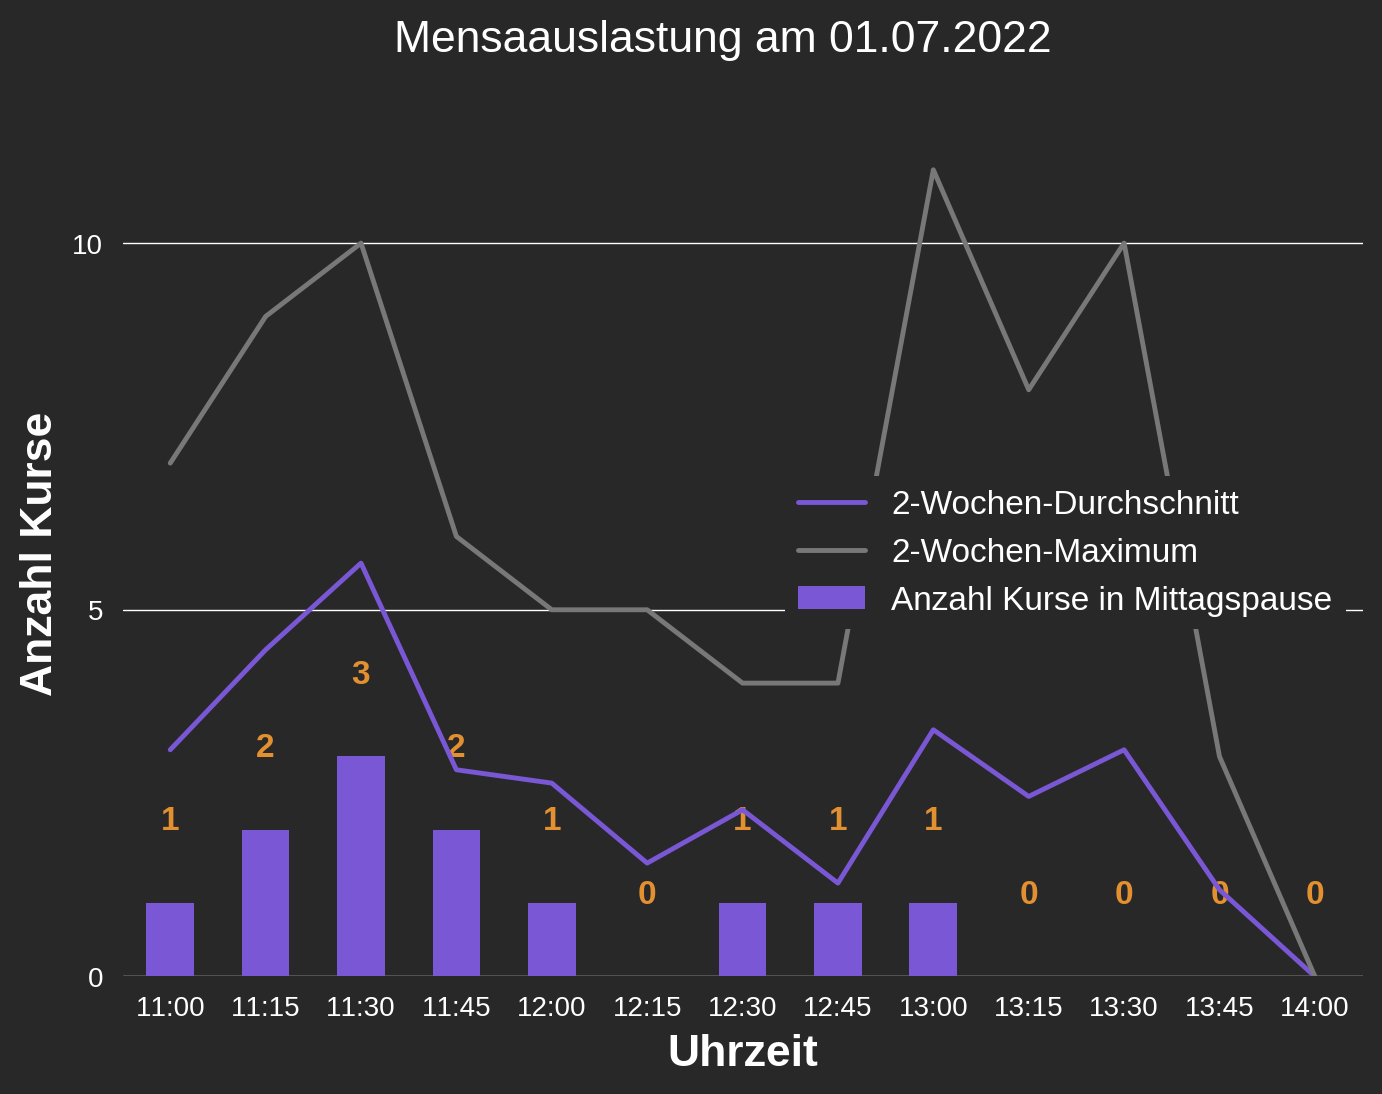 Mensaauslastung am 01.07.2022
Anzahl Kurse
10
5
0
2-Wochen-Durchschnitt
2-Wochen-Maximum
Anzahl Kurse in Mittagspause
1 2 3 2 1 0 1 1 1 0 0 0 0
11:00 11:15 11:30 11:45 12:00 12:15 12:30 12:45 13:00 13:15 13:30 13:45 14:00
Uhrzeit